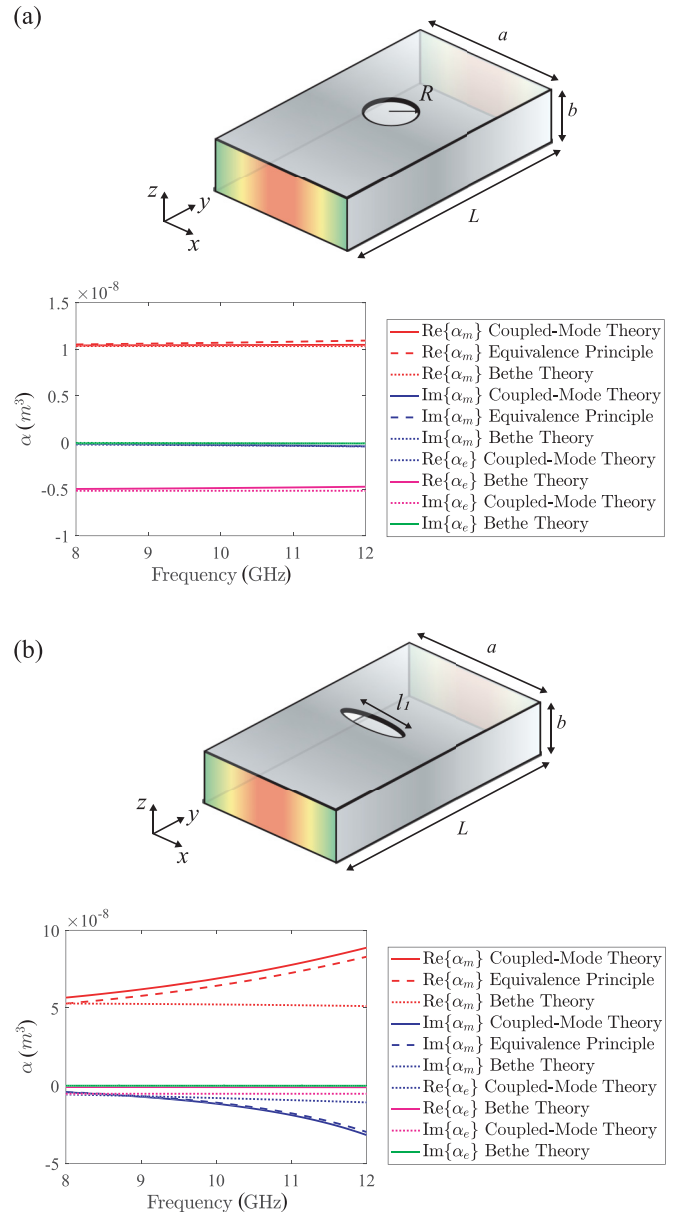 (a)
a
R
b
z
y
x
L
×10⁻⁸
1.5
1
0.5
0
-0.5
-1
α (m³)
8 9 10 11 12
Frequency (GHz)
Re{αₘ} Coupled-Mode Theory
Re{αₘ} Equivalence Principle
Re{αₘ} Bethe Theory
Im{αₘ} Coupled-Mode Theory
Im{αₘ} Equivalence Principle
Im{αₘ} Bethe Theory
Re{αₑ} Coupled-Mode Theory
Re{αₑ} Bethe Theory
Im{αₑ} Coupled-Mode Theory
Im{αₑ} Bethe Theory
(b)
a
l₁
b
z
y
x
L
×10⁻⁸
10
5
0
-5
α (m³)
8 9 10 11 12
Frequency (GHz)
Re{αₘ} Coupled-Mode Theory
Re{αₘ} Equivalence Principle
Re{αₘ} Bethe Theory
Im{αₘ} Coupled-Mode Theory
Im{αₘ} Equivalence Principle
Im{αₘ} Bethe Theory
Re{αₑ} Coupled-Mode Theory
Re{αₑ} Bethe Theory
Im{αₑ} Coupled-Mode Theory
Im{αₑ} Bethe Theory